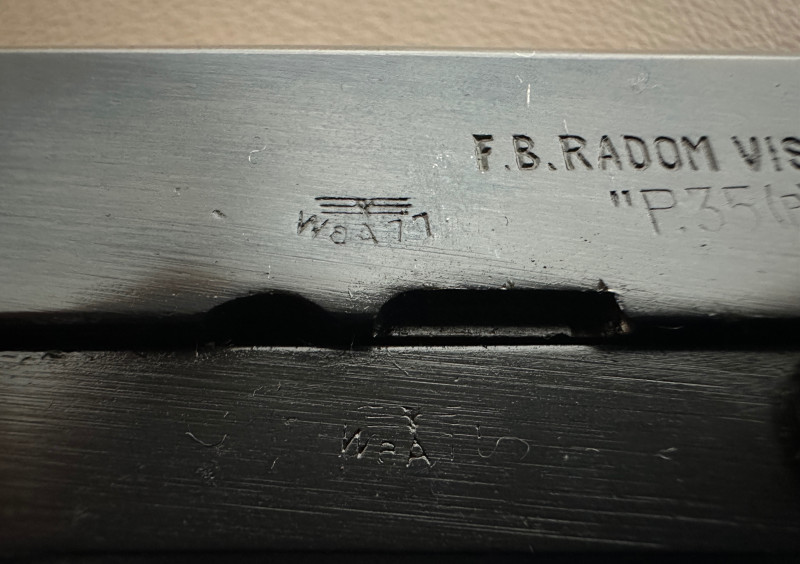 F.B. RADOM VIS
"P.35(p
WaA77
WaA